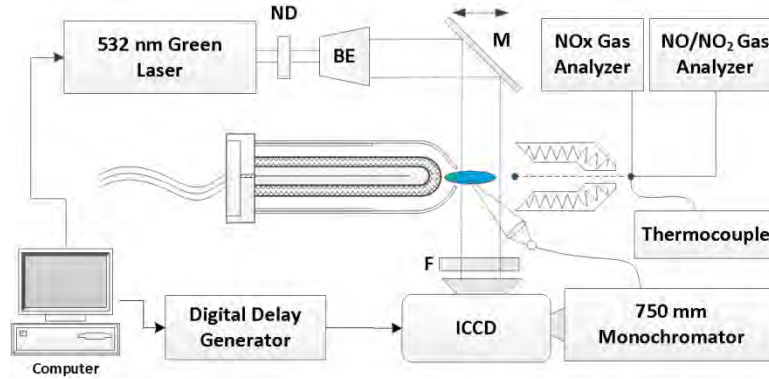 ND
532 nm Green
Laser
BE
M
NOx Gas
Analyzer
NO/NO₂ Gas
Analyzer
Thermocouple
F
Digital Delay
Generator
ICCD
750 mm
Monochromator
Computer